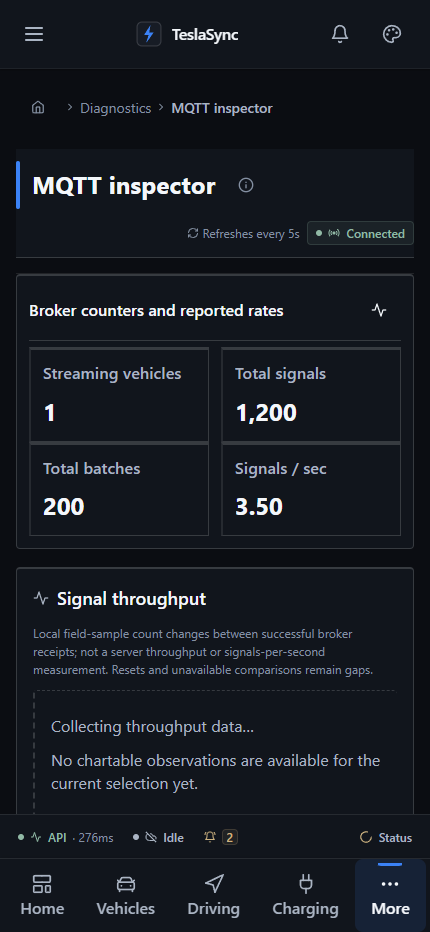 TeslaSync
Diagnostics MQTT inspector
MQTT inspector
Refreshes every 5s Connected
Broker counters and reported rates
Streaming vehicles
1
Total signals
1,200
Total batches
200
Signals / sec
3.50
Signal throughput
Local field-sample count changes between successful broker
receipts; not a server throughput or signals-per-second
measurement. Resets and unavailable comparisons remain gaps.
Collecting throughput data...
No chartable observations are available for the
current selection yet.
API · 276ms Idle 2 Status
Home Vehicles Driving Charging More